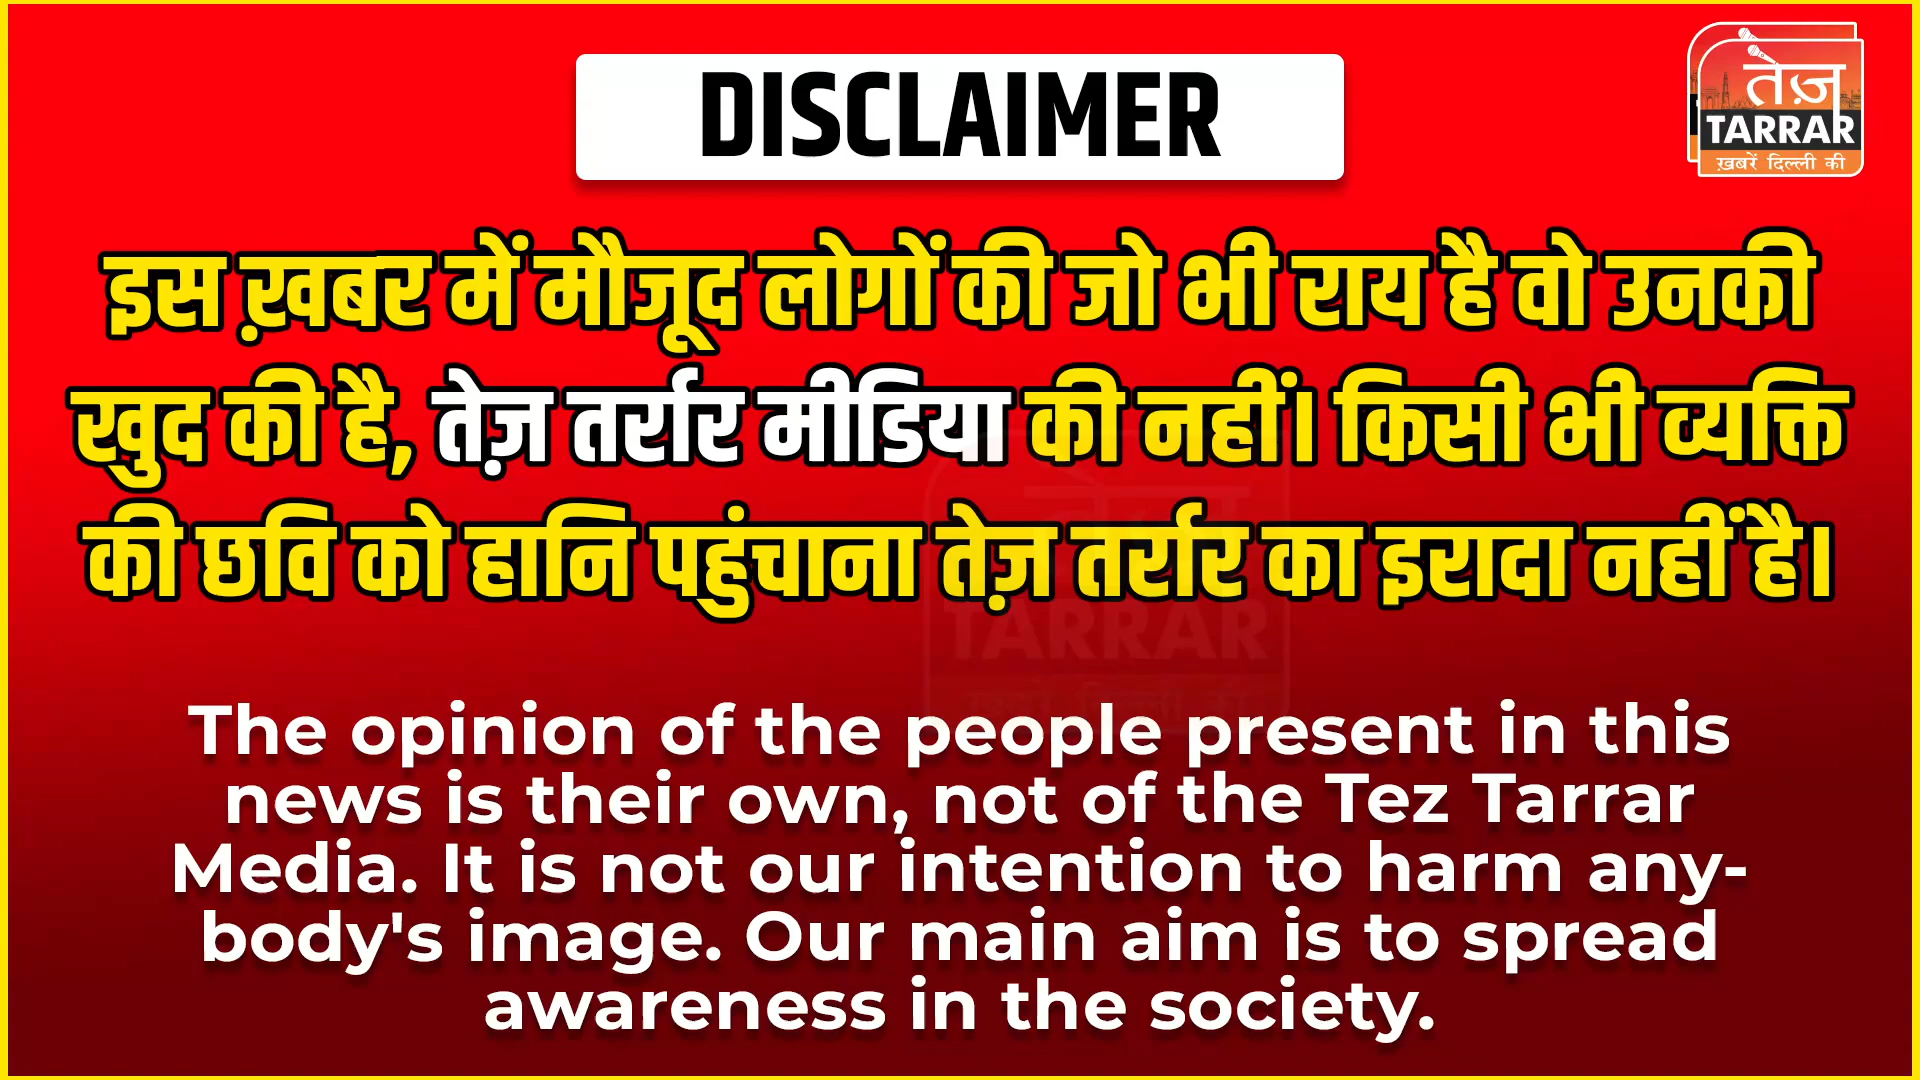 DISCLAIMER
तेज़
TARRAR
ख़बरें दिल्ली की
इस ख़बर में मौजूद लोगों की जो भी राय है वो उनकी
खुद की है, तेज़ तर्रार मीडिया की नहीं। किसी भी व्यक्ति
की छवि को हानि पहुंचाना तेज़ तर्रार का इरादा नहीं है।
तेज़
TARRAR
ख़बरें दिल्ली की
The opinion of the people present in this
news is their own, not of the Tez Tarrar
Media. It is not our intention to harm any-
body's image. Our main aim is to spread
awareness in the society.